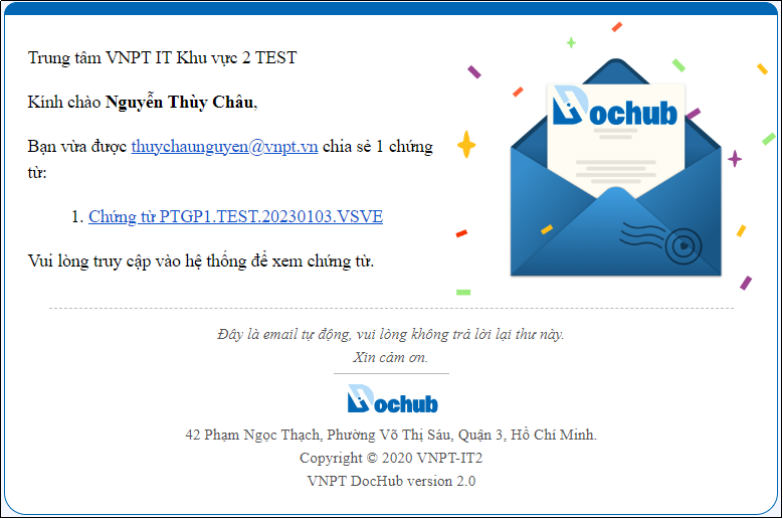 Trung tâm VNPT IT Khu vực 2 TEST
Kính chào Nguyễn Thùy Châu,
Bạn vừa được thuychaunguyen@vnpt.vn chia sẻ 1 chứng
từ:
1. Chứng từ PTGP1.TEST.20230103.VSVE
Vui lòng truy cập vào hệ thống để xem chứng từ.
Dochub
Đây là email tự động, vui lòng không trả lời lại thư này.
Xin cảm ơn.
Dochub
42 Phạm Ngọc Thạch, Phường Võ Thị Sáu, Quận 3, Hồ Chí Minh.
Copyright © 2020 VNPT-IT2
VNPT DocHub version 2.0